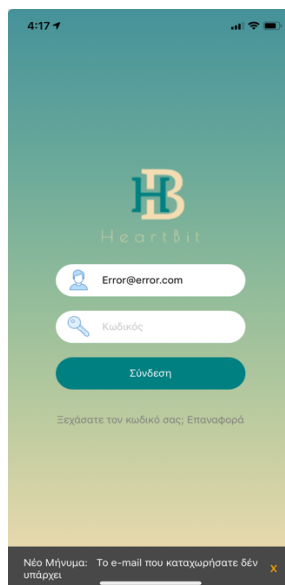 4:17
HB
HeartBit
Error@error.com
Κωδικός
Σύνδεση
Ξεχάσατε τον κωδικό σας; Επαναφορά
Νέο Μήνυμα: Το e-mail που καταχωρήσατε δέν
υπάρχει
X